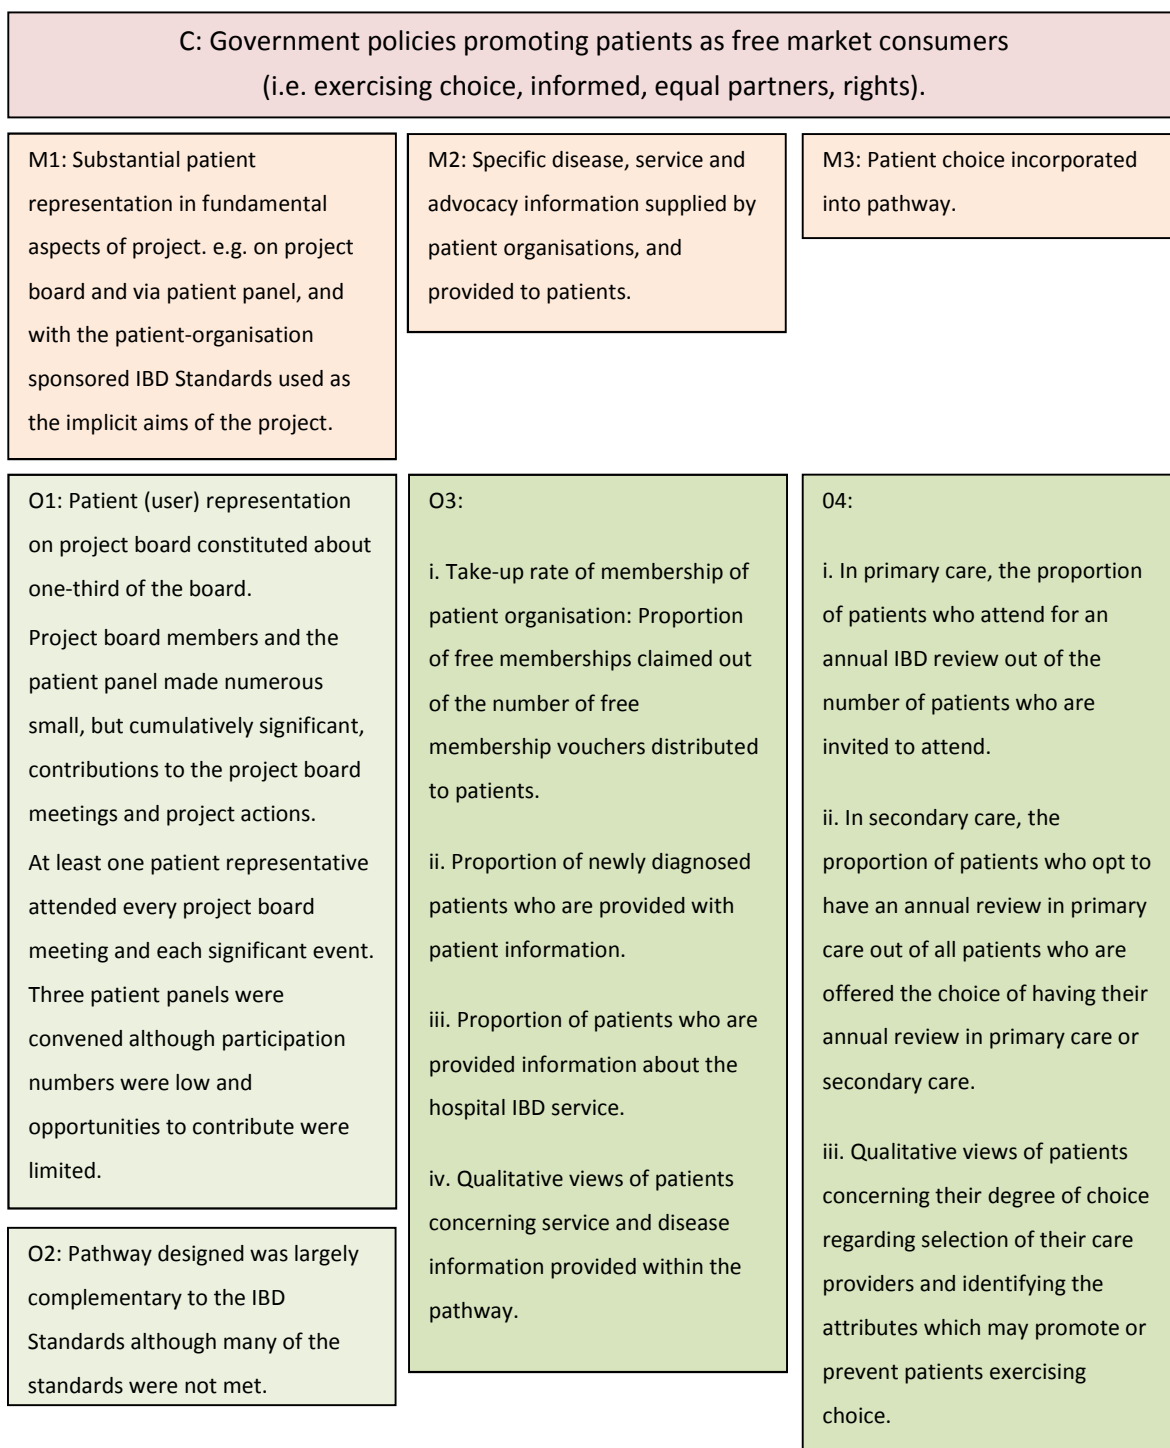 C: Government policies promoting patients as free market consumers
(i.e. exercising choice, informed, equal partners, rights).
M1: Substantial patient
representation in fundamental
aspects of project. e.g. on project
board and via patient panel, and
with the patient-organisation
sponsored IBD Standards used as
the implicit aims of the project.
M2: Specific disease, service and
advocacy information supplied by
patient organisations, and
provided to patients.
M3: Patient choice incorporated
into pathway.
O1: Patient (user) representation
on project board constituted about
one-third of the board.
Project board members and the
patient panel made numerous
small, but cumulatively significant,
contributions to the project board
meetings and project actions.
At least one patient representative
attended every project board
meeting and each significant event.
Three patient panels were
convened although participation
numbers were low and
opportunities to contribute were
limited.
O2: Pathway designed was largely
complementary to the IBD
Standards although many of the
standards were not met.
O3:
i. Take-up rate of membership of
patient organisation: Proportion
of free memberships claimed out
of the number of free
membership vouchers distributed
to patients.
ii. Proportion of newly diagnosed
patients who are provided with
patient information.
iii. Proportion of patients who are
provided information about the
hospital IBD service.
iv. Qualitative views of patients
concerning service and disease
information provided within the
pathway.
04:
i. In primary care, the proportion
of patients who attend for an
annual IBD review out of the
number of patients who are
invited to attend.
ii. In secondary care, the
proportion of patients who opt to
have an annual review in primary
care out of all patients who are
offered the choice of having their
annual review in primary care or
secondary care.
iii. Qualitative views of patients
concerning their degree of choice
regarding selection of their care
providers and identifying the
attributes which may promote or
prevent patients exercising
choice.